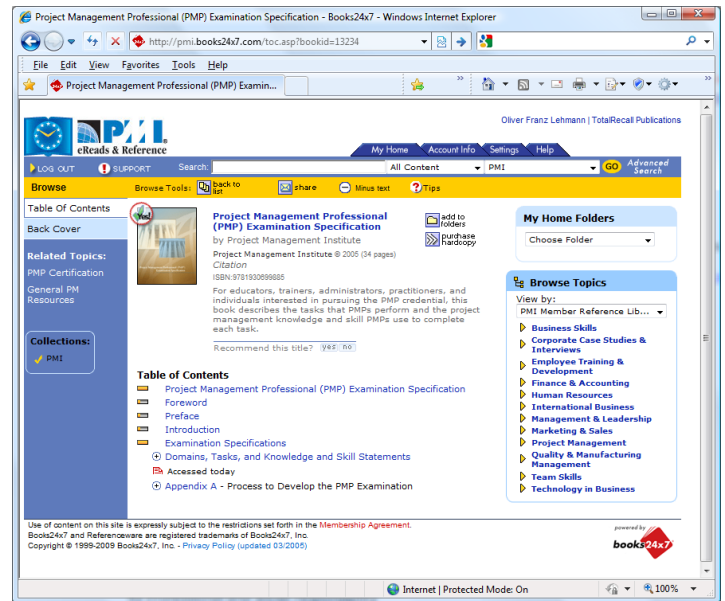 Project Management Professional (PMP) Examination Specification - Books24x7 - Windows Internet Explorer
http://pmi.books24x7.com/toc.asp?bookid=13234
File Edit View Favorites Tools Help
Project Management Professional (PMP) Examin...
Oliver Franz Lehmann | TotalRecall Publications
PMI.
eReads & Reference
My Home Account Info Settings Help
LOG OUT SUPPORT Search: All Content PMI GO Advanced Search
Browse Browse Tools: back to list share Minus text Tips
Table Of Contents
Back Cover
Related Topics:
PMP Certification
General PM
Resources
Collections:
PMI
Yes!
Project Management Professional
(PMP) Examination Specification
by Project Management Institute
Project Management Institute © 2005 (34 pages)
Citation
ISBN:9781930699885
For educators, trainers, administrators, practitioners, and
individuals interested in pursuing the PMP credential, this
book describes the tasks that PMPs perform and the project
management knowledge and skill PMPs use to complete
each task.
Recommend this title? yes no
add to
folders
purchase
hardcopy
Table of Contents
Project Management Professional (PMP) Examination Specification
Foreword
Preface
Introduction
Examination Specifications
Domains, Tasks, and Knowledge and Skill Statements
Accessed today
Appendix A - Process to Develop the PMP Examination
My Home Folders
Choose Folder
Browse Topics
View by:
PMI Member Reference Lib...
Business Skills
Corporate Case Studies &
Interviews
Employee Training &
Development
Finance & Accounting
Human Resources
International Business
Management & Leadership
Marketing & Sales
Project Management
Quality & Manufacturing
Management
Team Skills
Technology in Business
Use of content on this site is expressly subject to the restrictions set forth in the Membership Agreement.
Books24x7 and Referenceware are registered trademarks of Books24x7, Inc.
Copyright © 1999-2009 Books24x7, Inc. - Privacy Policy (updated 03/2005)
powered by
books24x7
Internet | Protected Mode: On 100%